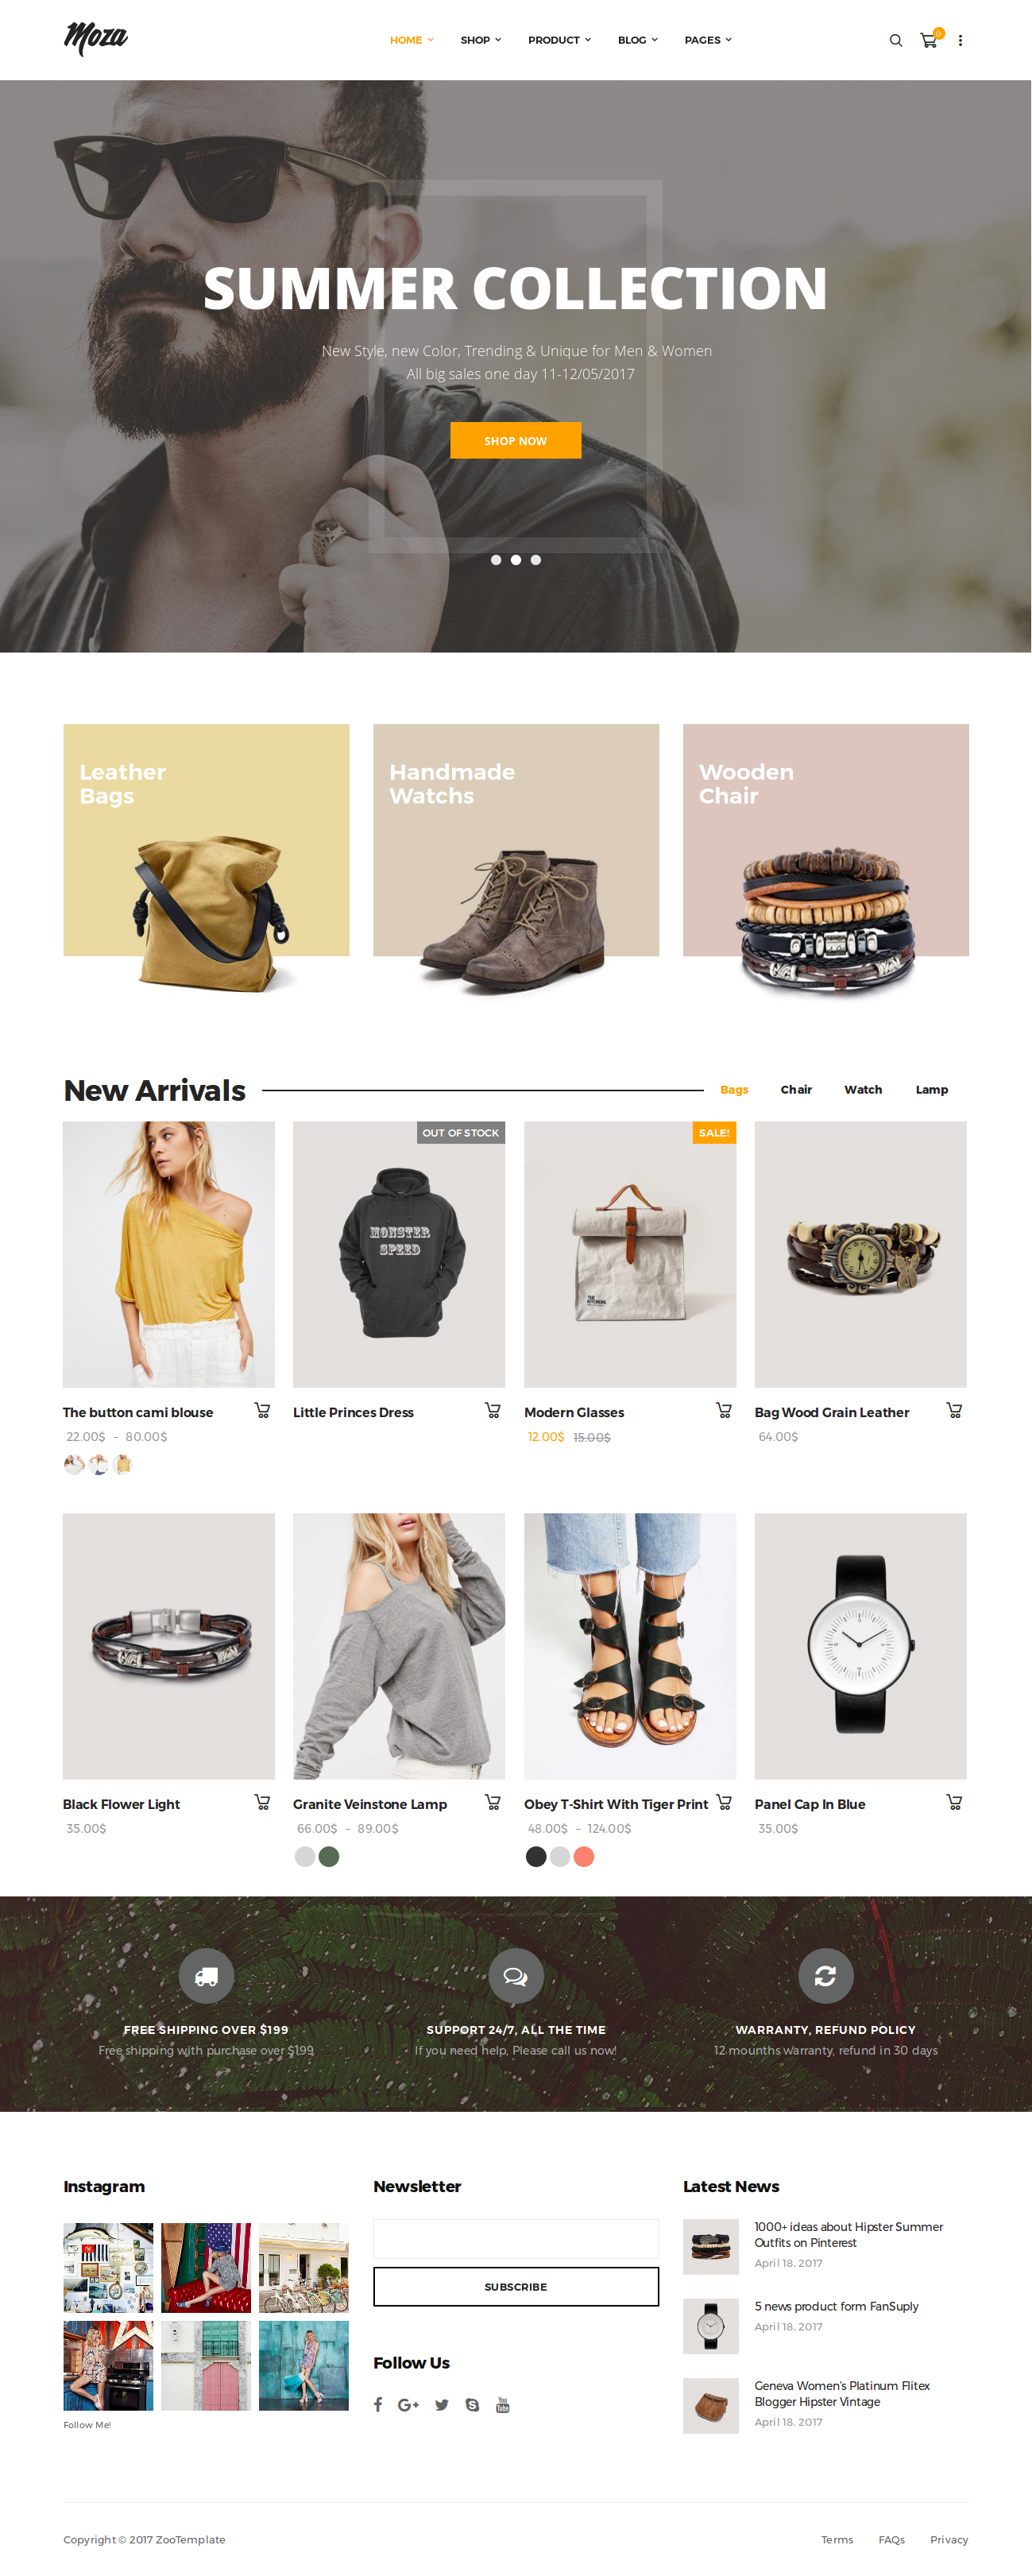 Moza
HOME SHOP PRODUCT BLOG PAGES
0
SUMMER COLLECTION
New Style, new Color, Trending & Unique for Men & Women
All big sales one day 11-12/05/2017
SHOP NOW
Leather
Bags
Handmade
Watchs
Wooden
Chair
New Arrivals
Bags Chair Watch Lamp
OUT OF STOCK
SALE!
MONSTER
SPEED
The button cami blouse
22.00$ – 80.00$
Little Princes Dress
Modern Glasses
12.00$ 15.00$
Bag Wood Grain Leather
64.00$
Black Flower Light
35.00$
Granite Veinstone Lamp
66.00$ – 89.00$
Obey T-Shirt With Tiger Print
48.00$ – 124.00$
Panel Cap In Blue
35.00$
FREE SHIPPING OVER $199
Free shipping with purchase over $199
SUPPORT 24/7, ALL THE TIME
If you need help, Please call us now!
WARRANTY, REFUND POLICY
12 mounths warranty, refund in 30 days
Instagram
Follow Me!
Newsletter
SUBSCRIBE
Follow Us
Latest News
1000+ ideas about Hipster Summer
Outfits on Pinterest
April 18, 2017
5 news product form FanSuply
April 18, 2017
Geneva Women's Platinum Flitex
Blogger Hipster Vintage
April 18, 2017
Copyright © 2017 ZooTemplate
Terms FAQs Privacy